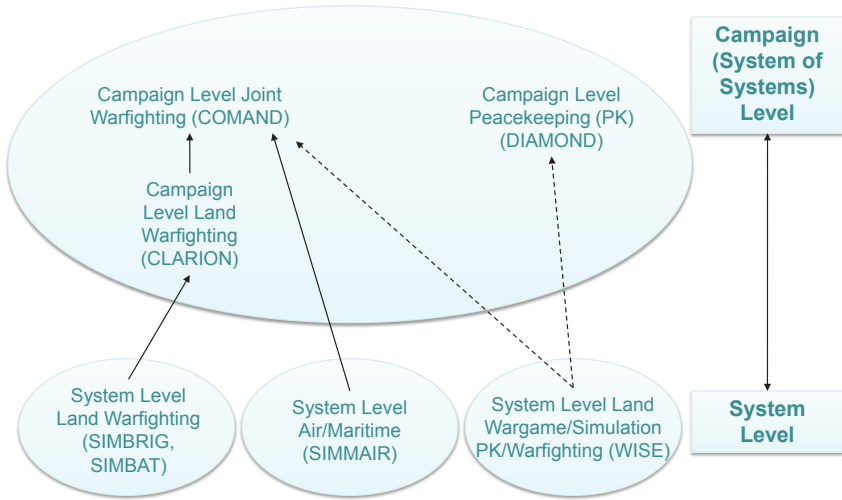 Campaign Level Joint
Warfighting (COMAND)
Campaign Level
Peacekeeping (PK)
(DIAMOND)
Campaign
(System of
Systems)
Level
Campaign
Level Land
Warfighting
(CLARION)
System Level
Land Warfighting
(SIMBRIG,
SIMBAT)
System Level
Air/Maritime
(SIMMAIR)
System Level Land
Wargame/Simulation
PK/Warfighting (WISE)
System
Level